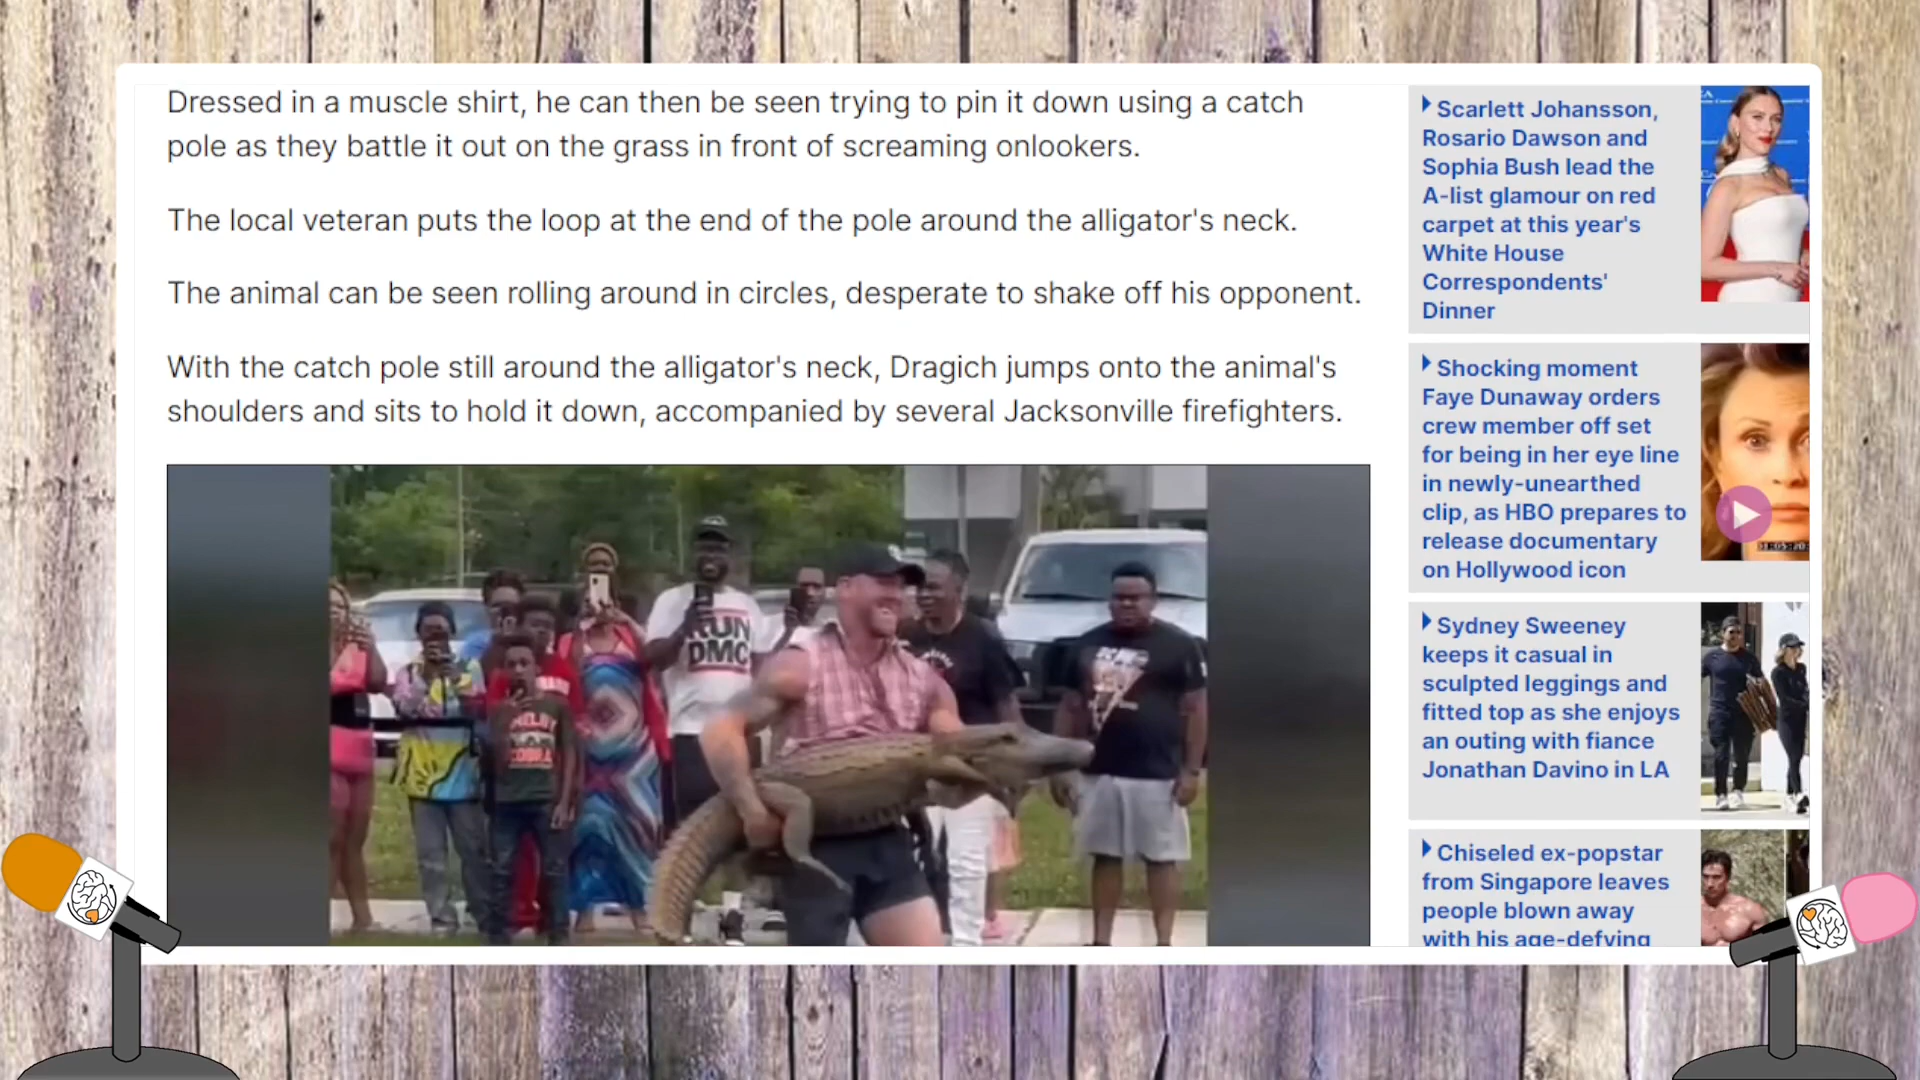 Dressed in a muscle shirt, he can then be seen trying to pin it down using a catch
pole as they battle it out on the grass in front of screaming onlookers.
The local veteran puts the loop at the end of the pole around the alligator's neck.
The animal can be seen rolling around in circles, desperate to shake off his opponent.
With the catch pole still around the alligator's neck, Dragich jumps onto the animal's
shoulders and sits to hold it down, accompanied by several Jacksonville firefighters.
RUN
DMC
Scarlett Johansson,
Rosario Dawson and
Sophia Bush lead the
A-list glamour on red
carpet at this year's
White House
Correspondents'
Dinner
Shocking moment
Faye Dunaway orders
crew member off set
for being in her eye line
in newly-unearthed
clip, as HBO prepares to
release documentary
on Hollywood icon
Sydney Sweeney
keeps it casual in
sculpted leggings and
fitted top as she enjoys
an outing with fiance
Jonathan Davino in LA
Chiseled ex-popstar
from Singapore leaves
people blown away
with his age-defying